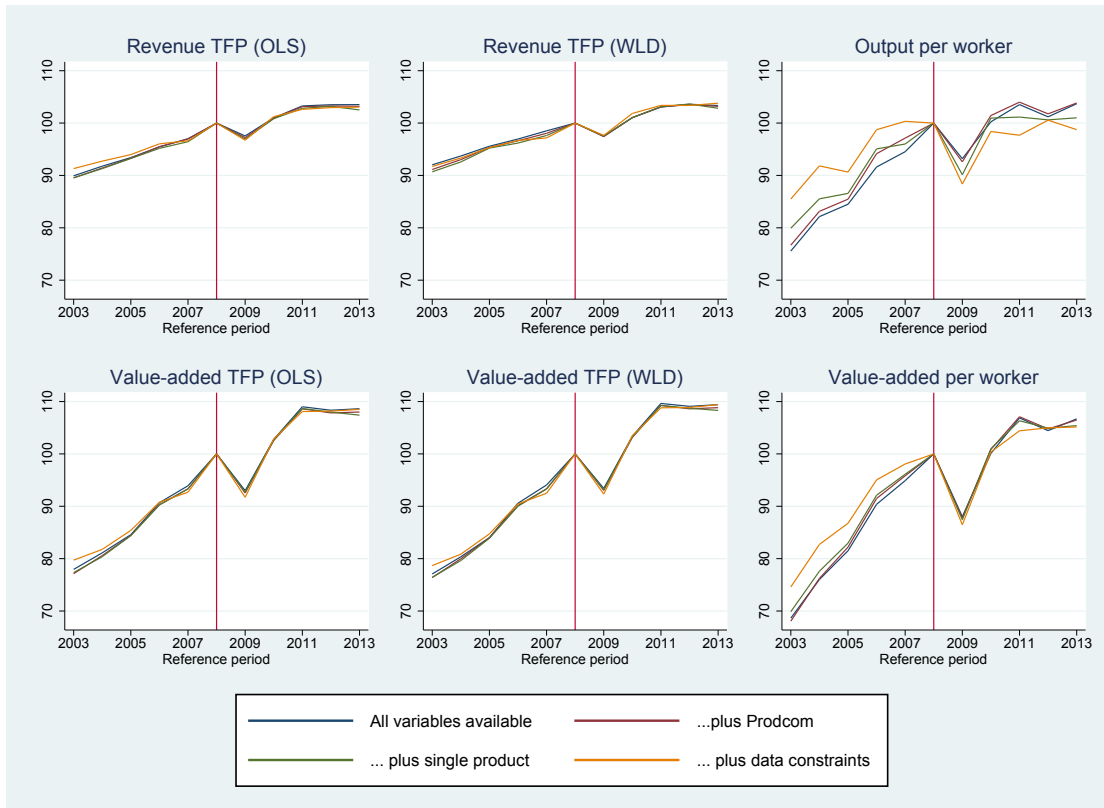 Revenue TFP (OLS)
110
100
90
80
70
2003 2005 2007 2009 2011 2013
Reference period
Revenue TFP (WLD)
110
100
90
80
70
2003 2005 2007 2009 2011 2013
Reference period
Output per worker
110
100
90
80
70
2003 2005 2007 2009 2011 2013
Reference period
Value-added TFP (OLS)
110
100
90
80
70
2003 2005 2007 2009 2011 2013
Reference period
Value-added TFP (WLD)
110
100
90
80
70
2003 2005 2007 2009 2011 2013
Reference period
Value-added per worker
110
100
90
80
70
2003 2005 2007 2009 2011 2013
Reference period
All variables available
...plus Prodcom
... plus single product
... plus data constraints